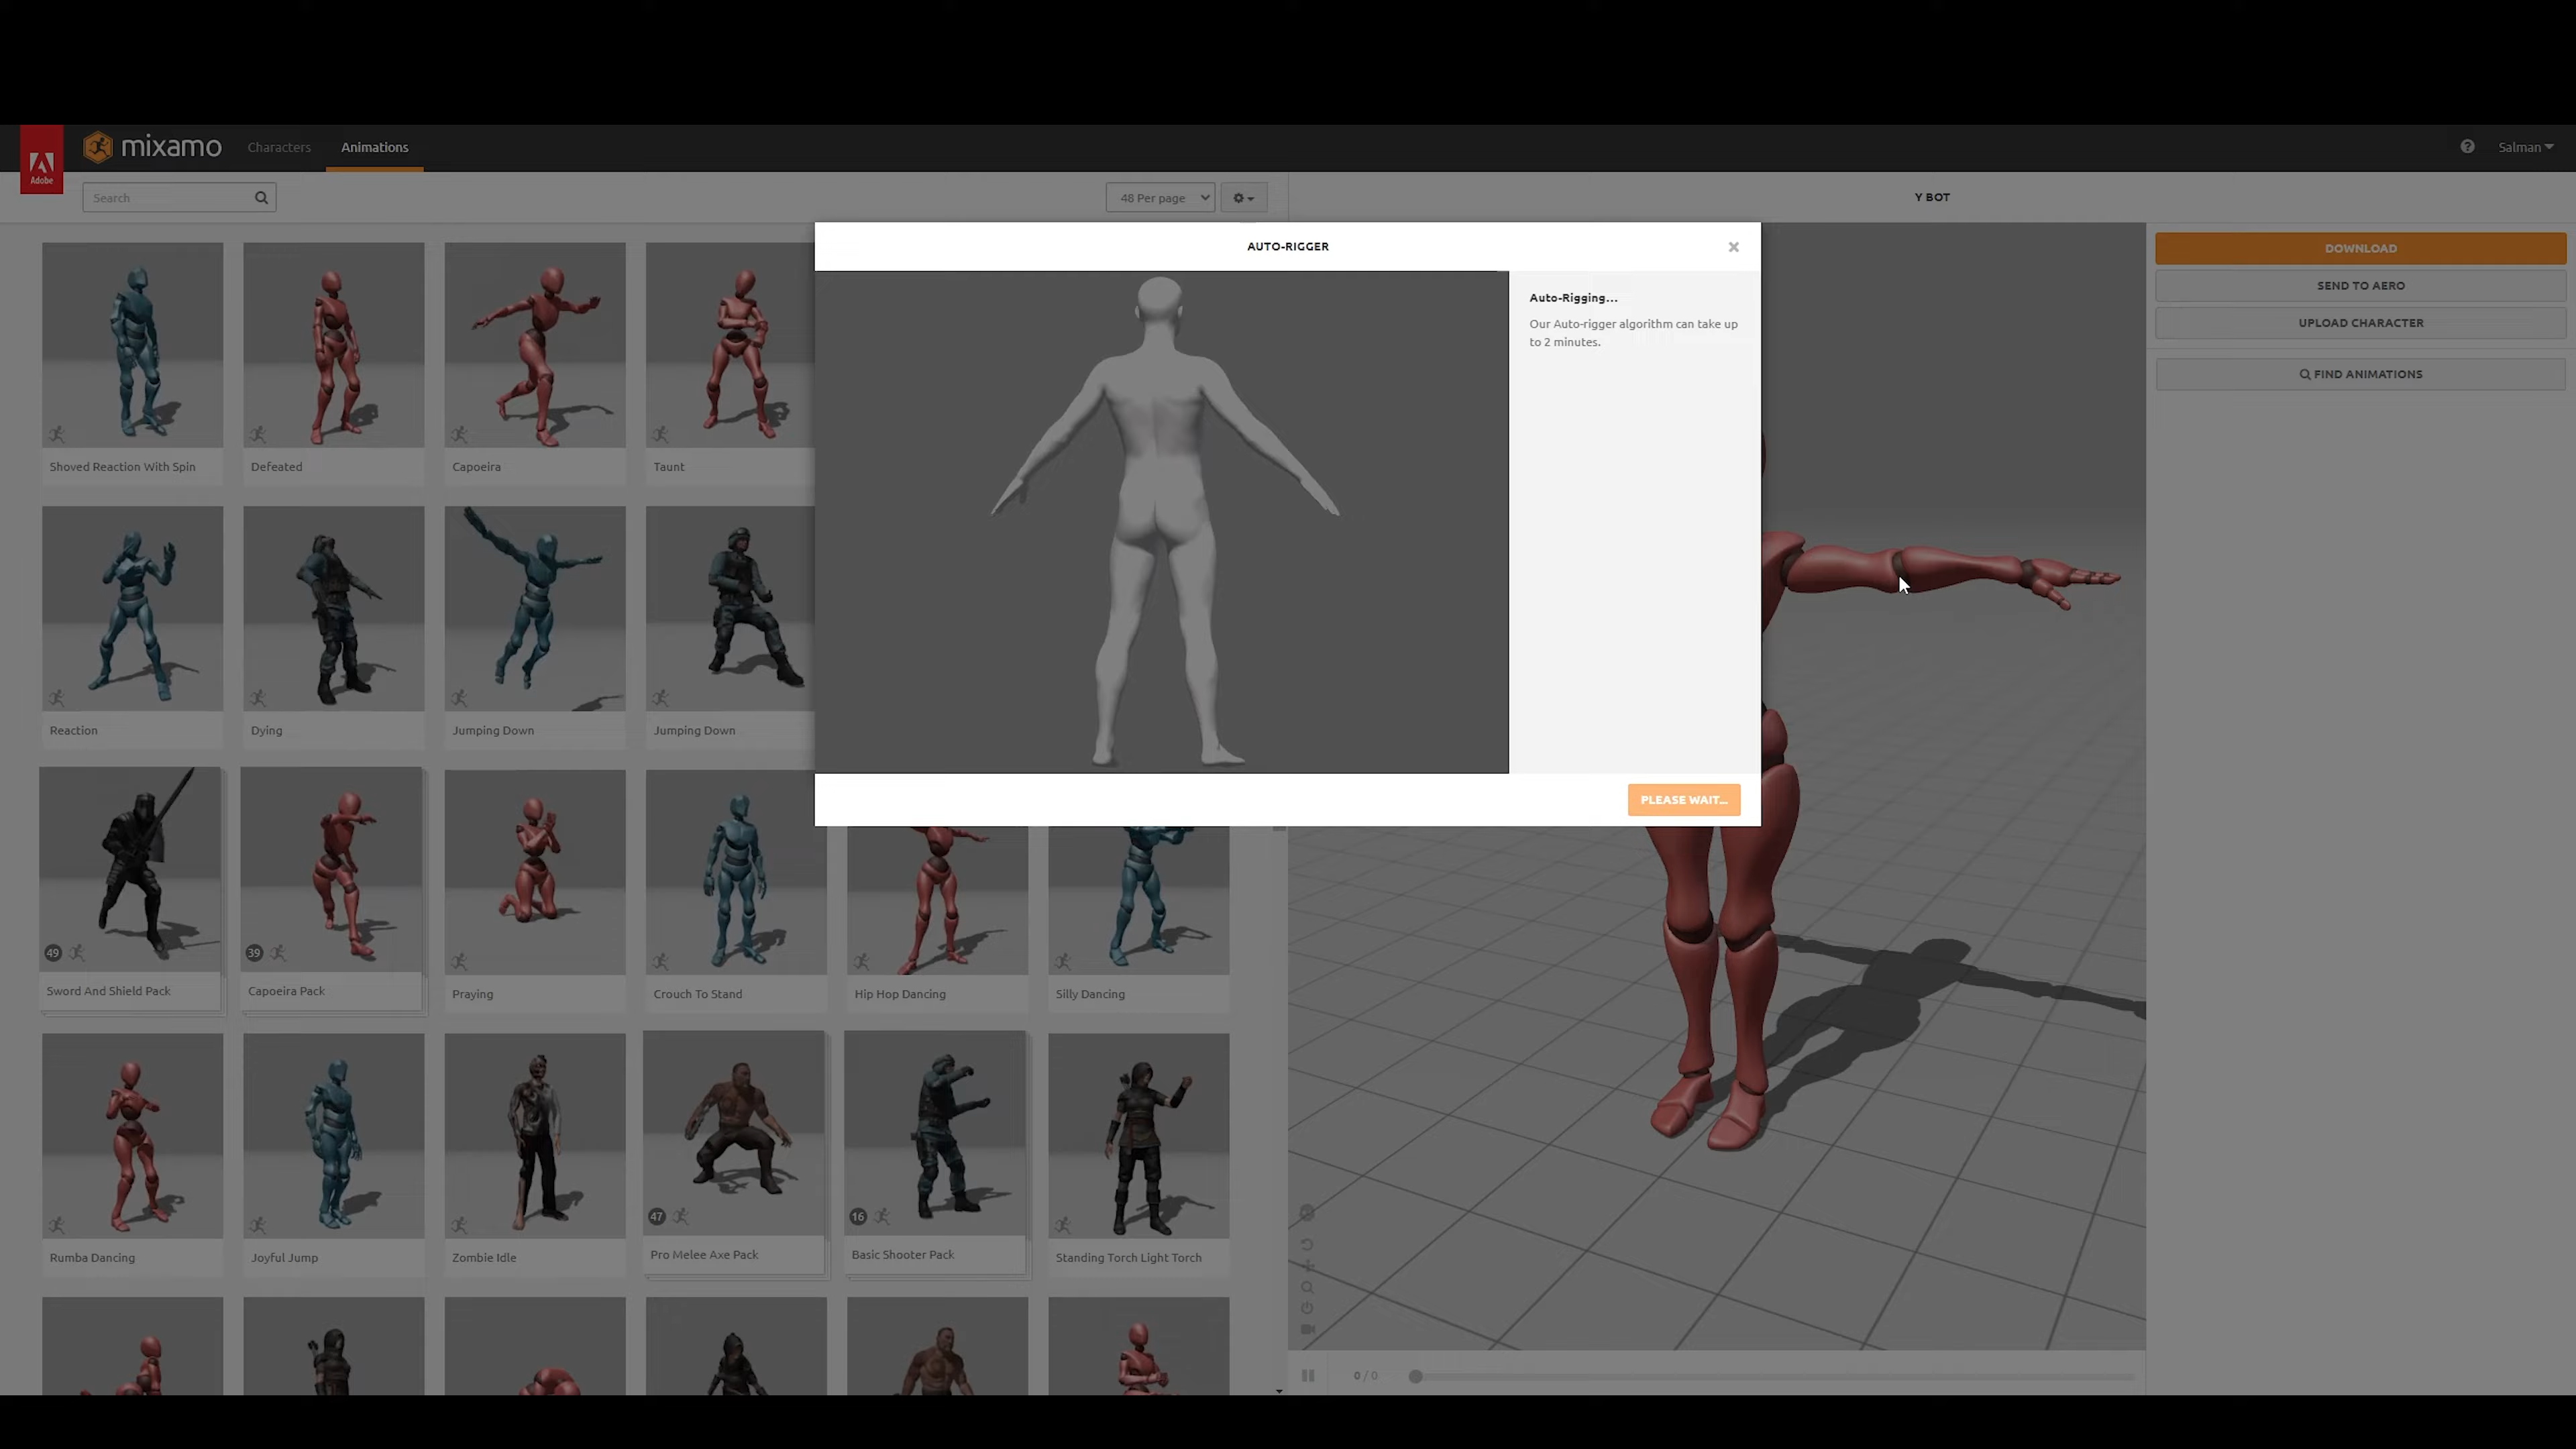 Adobe
mixamo
Characters
Animations
Salman
Search
48 Per page
Y BOT
AUTO-RIGGER
Auto-Rigging...
Our Auto-rigger algorithm can take up
to 2 minutes.
PLEASE WAIT...
DOWNLOAD
SEND TO AERO
UPLOAD CHARACTER
FIND ANIMATIONS
Shoved Reaction With Spin
Defeated
Capoeira
Taunt
Reaction
Dying
Jumping Down
Jumping Down
49
39
Sword And Shield Pack
Capoeira Pack
Praying
Crouch To Stand
Hip Hop Dancing
Silly Dancing
47
16
Rumba Dancing
Joyful Jump
Zombie Idle
Pro Melee Axe Pack
Basic Shooter Pack
Standing Torch Light Torch
0 / 0